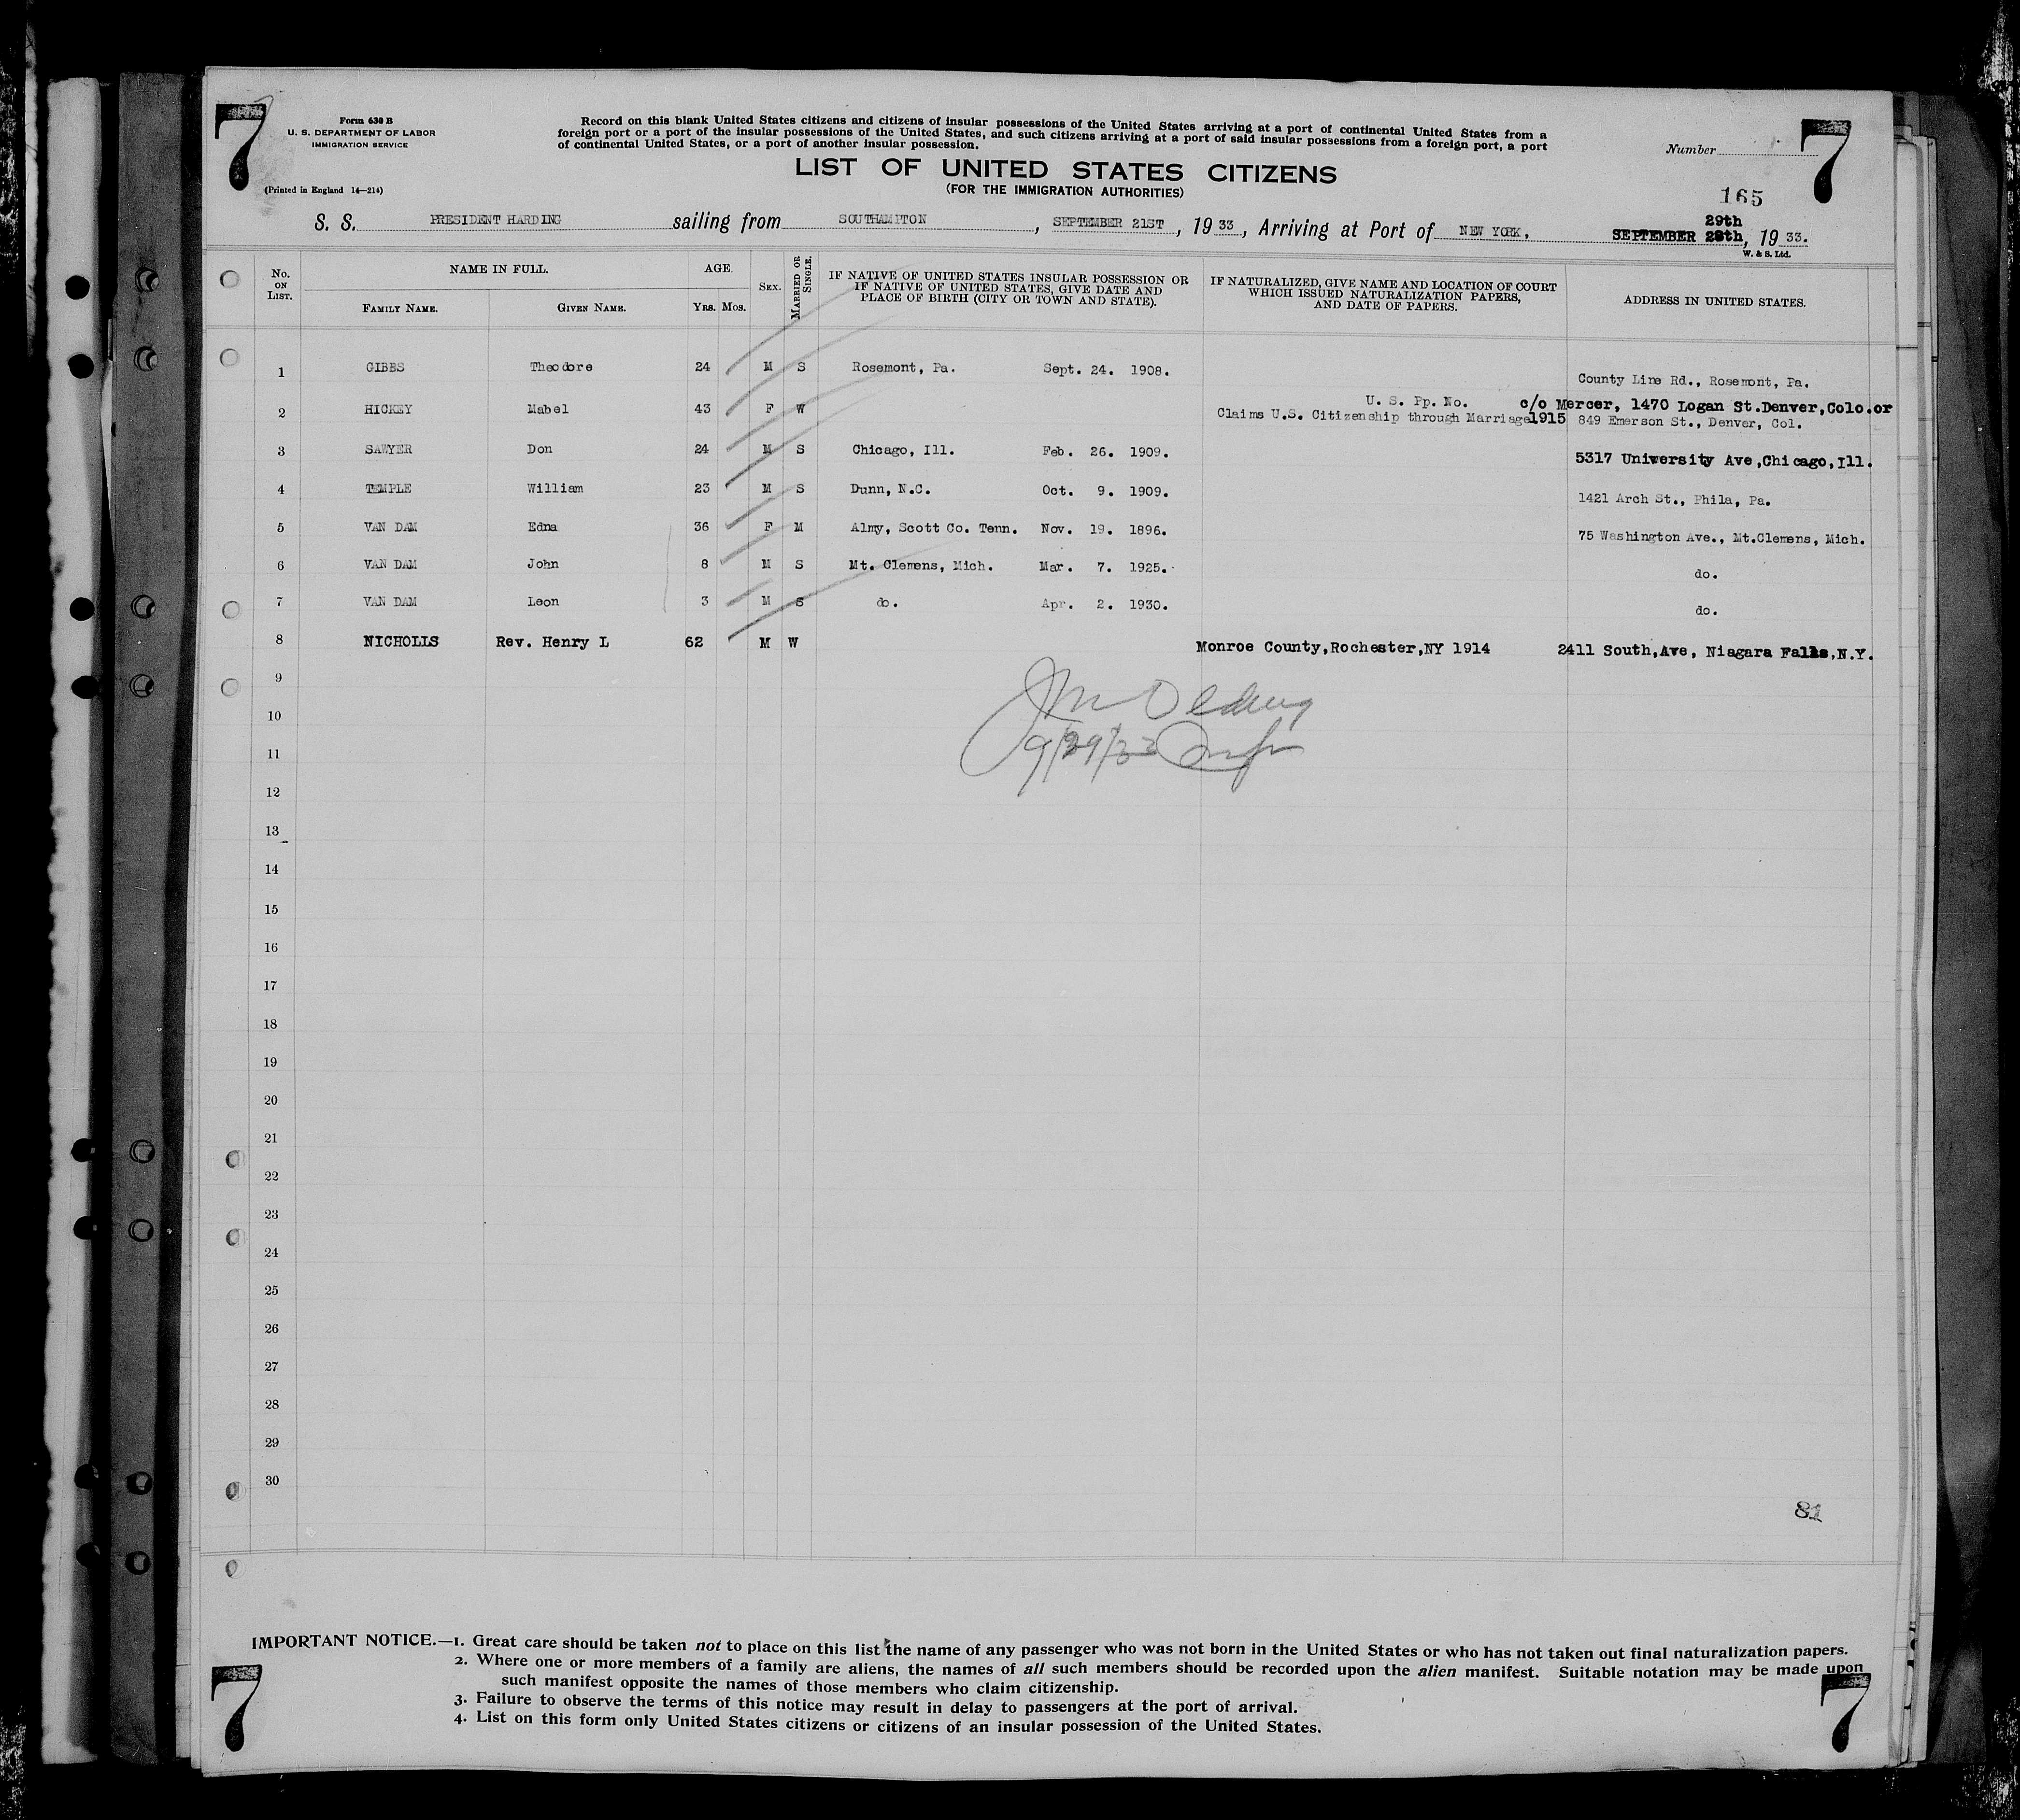 7
7
Form 630 B
U. S. DEPARTMENT OF LABOR
IMMIGRATION SERVICE
(Printed in England 14—214)
Record on this blank United States citizens and citizens of insular possessions of the United States arriving at a port of continental United States from a
foreign port or a port of the insular possessions of the United States, and such citizens arriving at a port of said insular possessions from a foreign port, a port
of continental United States, or a port of another insular possession.
LIST OF UNITED STATES CITIZENS
(FOR THE IMMIGRATION AUTHORITIES)
Number
165
29th
S. S. PRESIDENT HARDING sailing from SOUTHAMPTON, SEPTEMBER 21ST, 1933, Arriving at Port of NEW YORK, SEPTEMBER 28th, 1933.
W. & S. Ltd.
No. ON LIST.
NAME IN FULL.
FAMILY NAME.
GIVEN NAME.
AGE.
YRS. MOS.
SEX.
MARRIED OR SINGLE.
IF NATIVE OF UNITED STATES INSULAR POSSESSION OR
IF NATIVE OF UNITED STATES, GIVE DATE AND
PLACE OF BIRTH (CITY OR TOWN AND STATE).
IF NATURALIZED, GIVE NAME AND LOCATION OF COURT
WHICH ISSUED NATURALIZATION PAPERS,
AND DATE OF PAPERS.
ADDRESS IN UNITED STATES.
1 GIBBS Theodore 24 M S Rosemont, Pa. Sept. 24. 1908. County Line Rd., Rosemont, Pa.
U. S. Pp. No. c/o Mercer, 1470 Logan St.Denver,Colo.or
2 HICKEY Mabel 43 F W Claims U.S. Citizenship through Marriage1915 849 Emerson St., Denver, Col.
3 SAWYER Don 24 M S Chicago, Ill. Feb. 26. 1909. 5317 University Ave,Chicago,Ill.
4 TEMPLE William 23 M S Dunn, N.C. Oct. 9. 1909. 1421 Arch St., Phila, Pa.
5 VAN DAM Edna 36 F M Almy, Scott Co. Tenn. Nov. 19. 1896. 75 Washington Ave., Mt.Clemens, Mich.
6 VAN DAM John 8 M S Mt. Clemens, Mich. Mar. 7. 1925. do.
7 VAN DAM Leon 3 M S do. Apr. 2. 1930. do.
8 NICHOLLS Rev. Henry L 62 M W Monroe County,Rochester,NY 1914 2411 South,Ave, Niagara Falls,N.Y.
9
10
11 9/29/33
12
13
14
15
16
17
18
19
20
21
22
23
24
25
26
27
28
29
30
81
IMPORTANT NOTICE.—1. Great care should be taken not to place on this list the name of any passenger who was not born in the United States or who has not taken out final naturalization papers.
2. Where one or more members of a family are aliens, the names of all such members should be recorded upon the alien manifest. Suitable notation may be made upon
such manifest opposite the names of those members who claim citizenship.
3. Failure to observe the terms of this notice may result in delay to passengers at the port of arrival.
4. List on this form only United States citizens or citizens of an insular possession of the United States.
7
7